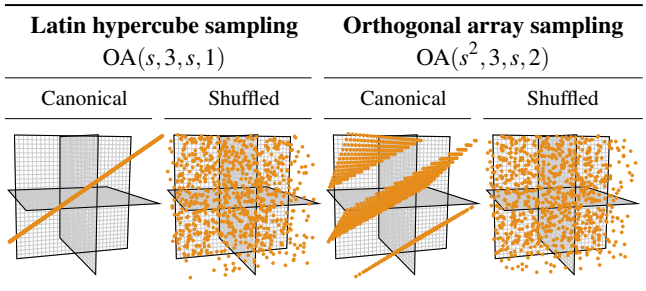 Latin hypercube sampling Orthogonal array sampling
OA(s, 3, s, 1) OA(s², 3, s, 2)
Canonical Shuffled Canonical Shuffled